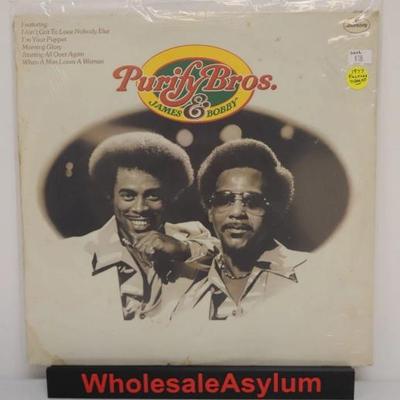 Featuring:
I Don't Got To Love Nobody Else
I'm Your Puppet
Morning Glory
Starting All Over Again
When A Man Loves A Woman
Purify Bros.
JAMES & BOBBY
1977
WholesaleAsylum